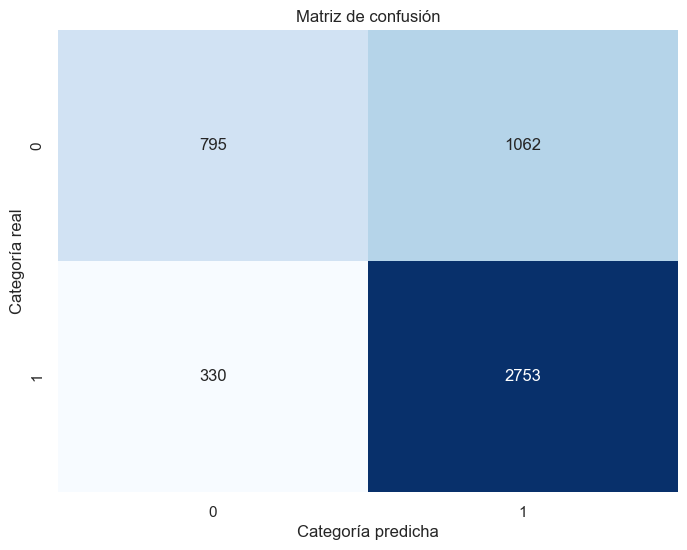 Matriz de confusión
0
795
1062
Categoría real
1
330
2753
0
1
Categoría predicha